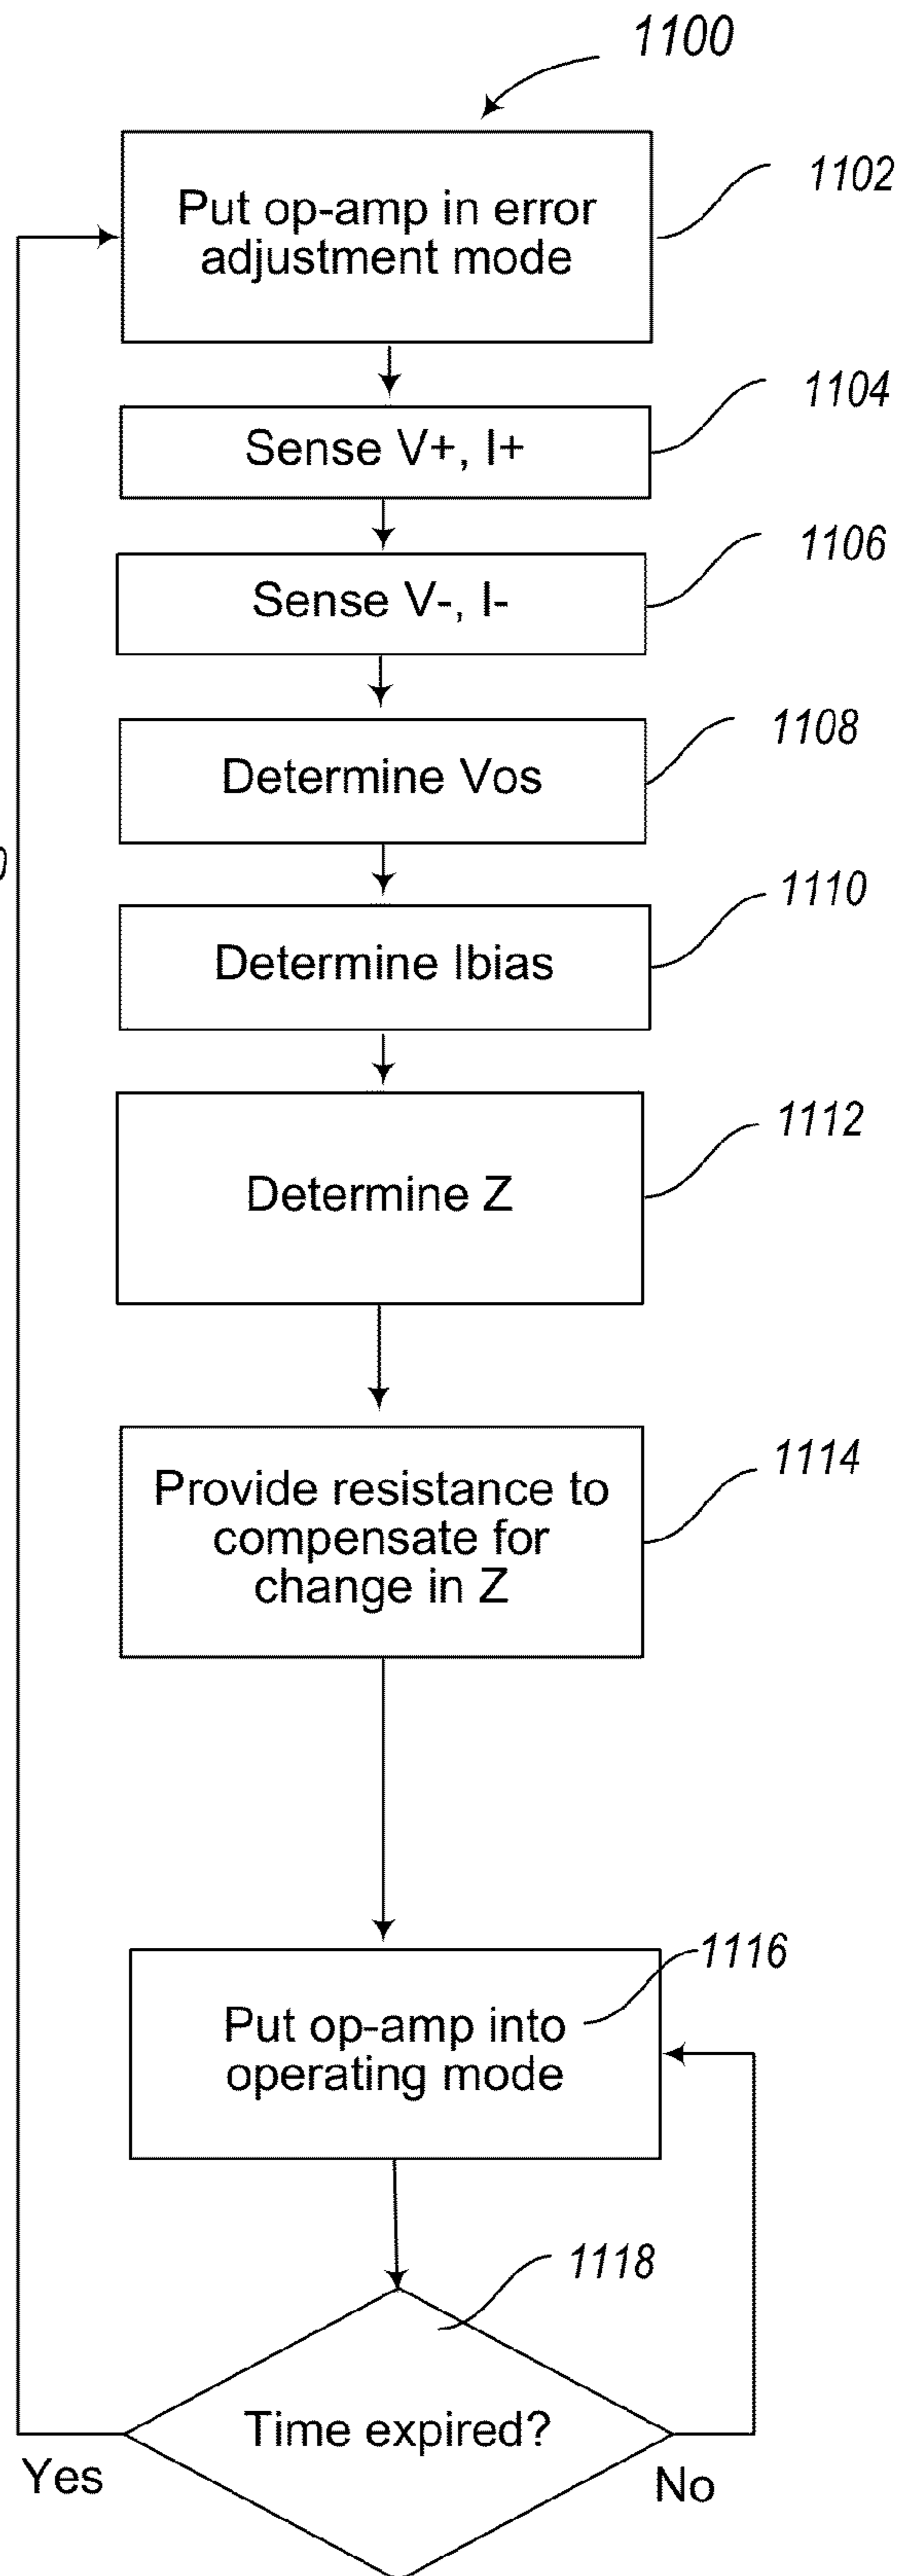 1100
Put op-amp in error
adjustment mode
1102
Sense V+, I+
1104
Sense V-, I-
1106
Determine Vos
1108
Determine Ibias
1110
Determine Z
1112
Provide resistance to
compensate for
change in Z
1114
Put op-amp into
operating mode
1116
Time expired?
1118
Yes
No